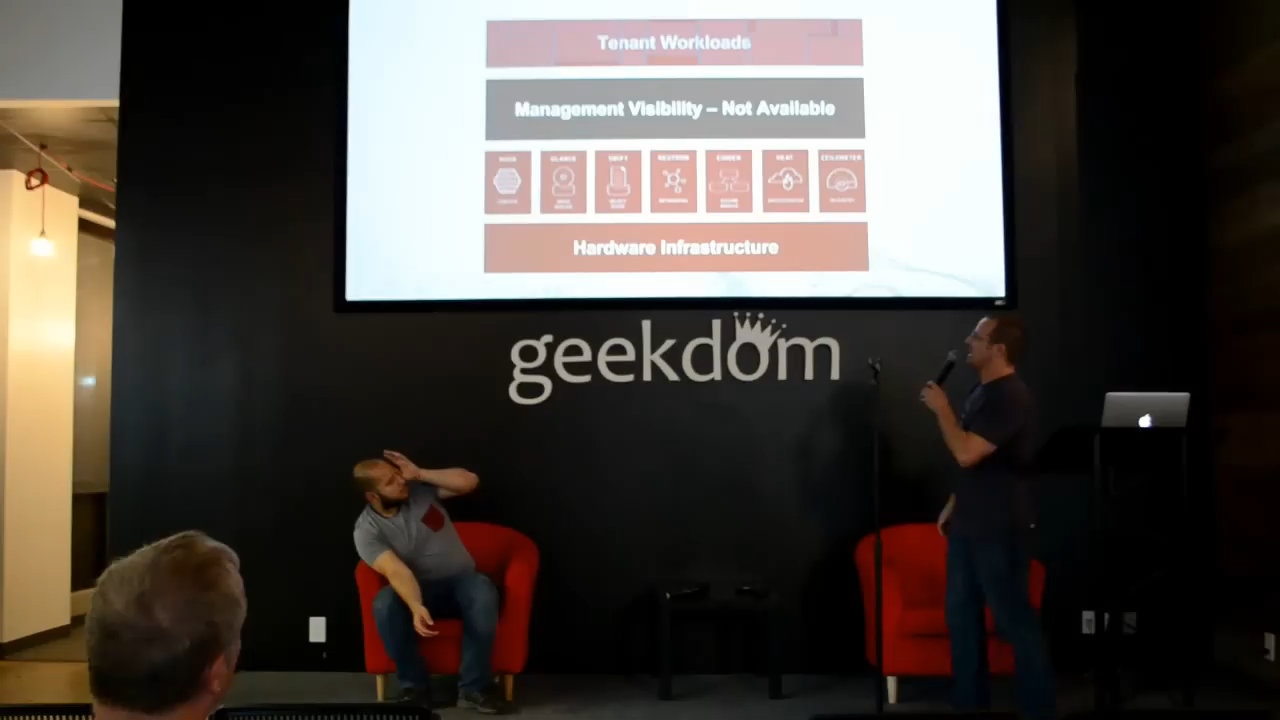 Tenant Workloads
Management Visibility – Not Available
NOVA GLANCE SWIFT NEUTRON CINDER HEAT CEILOMETER
Hardware Infrastructure
geekdom